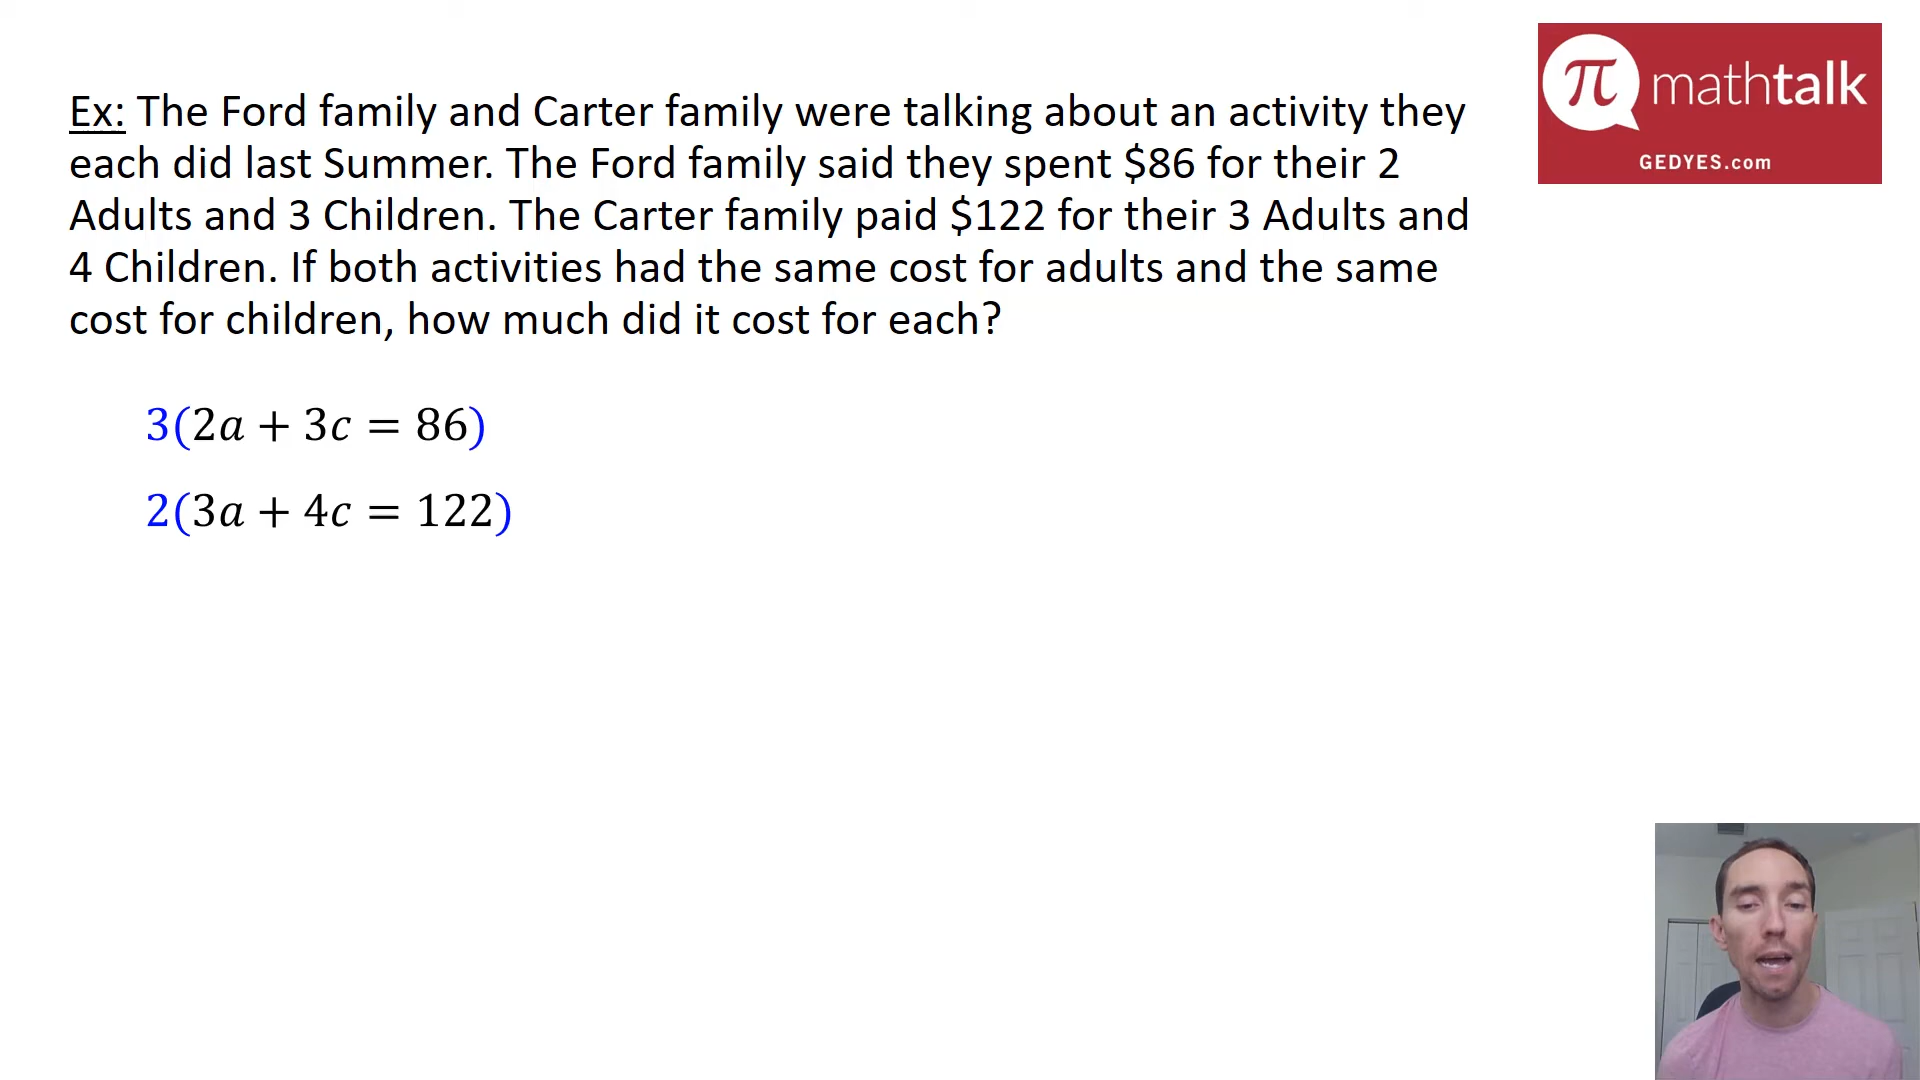 Ex: The Ford family and Carter family were talking about an activity they
each did last Summer. The Ford family said they spent $86 for their 2
Adults and 3 Children. The Carter family paid $122 for their 3 Adults and
4 Children. If both activities had the same cost for adults and the same
cost for children, how much did it cost for each?
3(2a + 3c = 86)
2(3a + 4c = 122)
π mathtalk
GEDYES.com